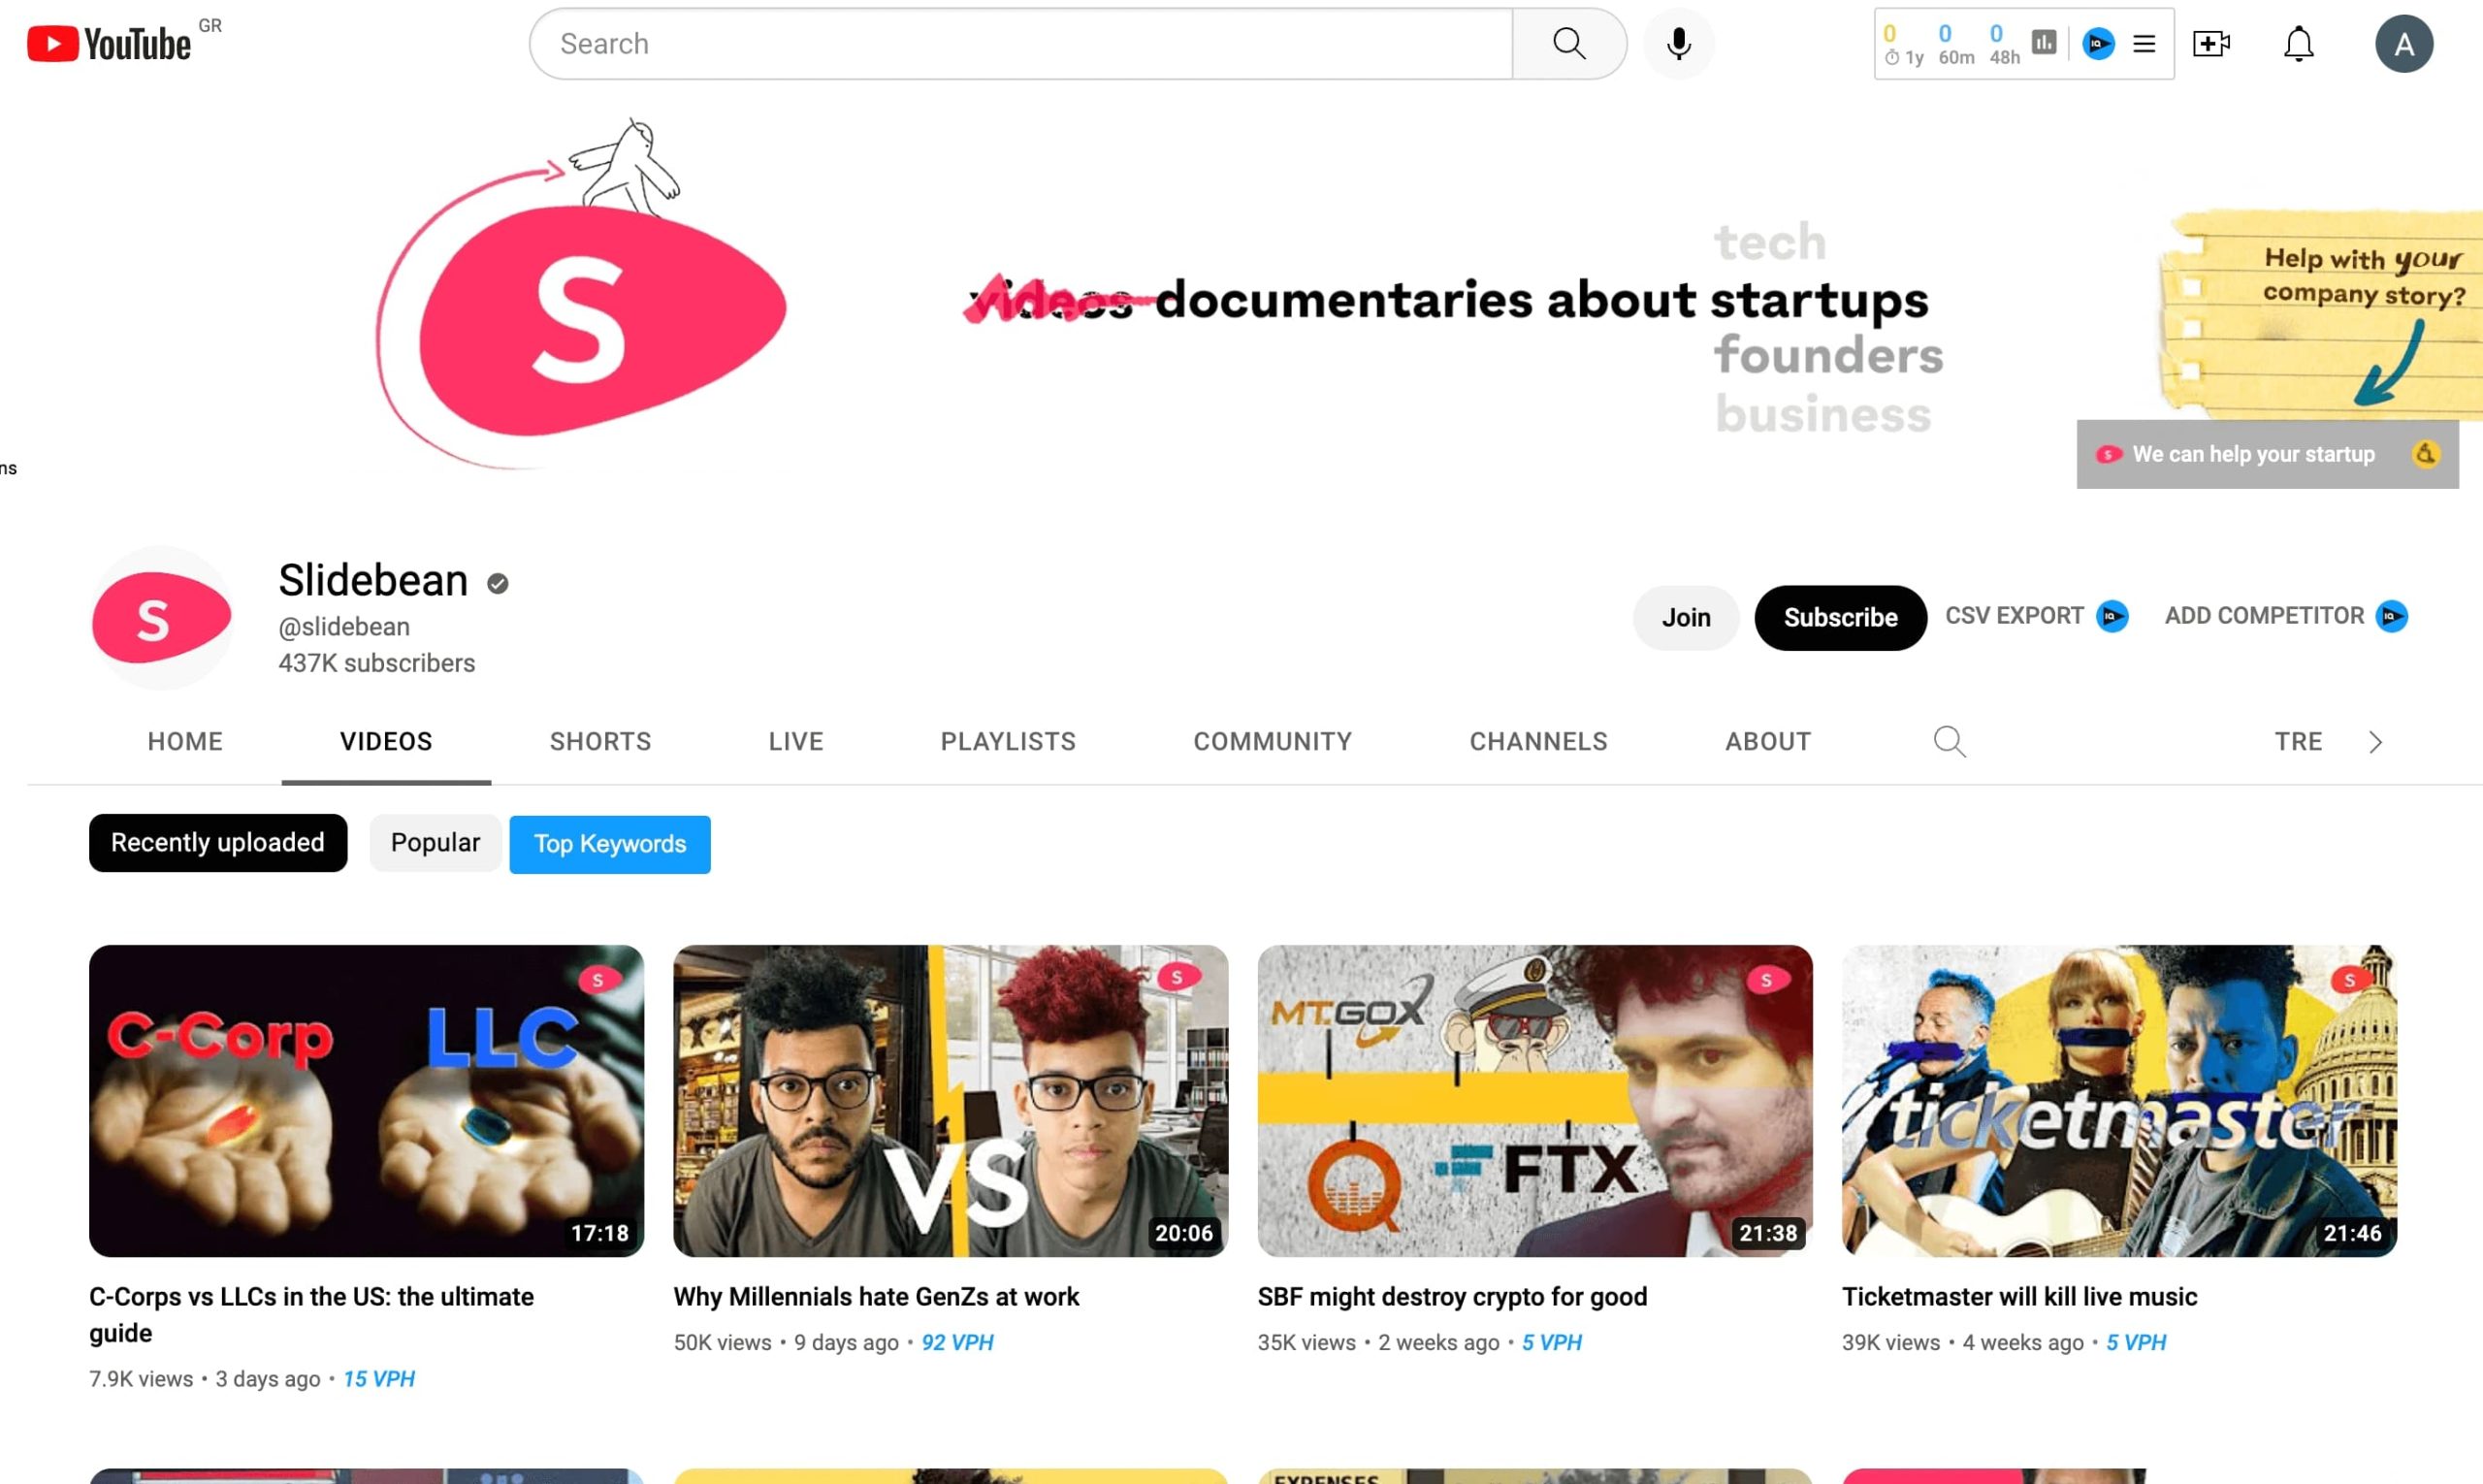 YouTube GR
Search
0 0 0
1y 60m 48h
IQ
A
tech
videos documentaries about startups
founders
business
S
Help with your
company story?
ns
We can help your startup
S
Slidebean
@slidebean
437K subscribers
Join
Subscribe
CSV EXPORT
ADD COMPETITOR
HOME
VIDEOS
SHORTS
LIVE
PLAYLISTS
COMMUNITY
CHANNELS
ABOUT
TRE
Recently uploaded
Popular
Top Keywords
C-Corp LLC
S
17:18
VS
S
20:06
MT.GOX
FTX
S
21:38
ticketmaster
S
21:46
C-Corps vs LLCs in the US: the ultimate
guide
7.9K views • 3 days ago • 15 VPH
Why Millennials hate GenZs at work
50K views • 9 days ago • 92 VPH
SBF might destroy crypto for good
35K views • 2 weeks ago • 5 VPH
Ticketmaster will kill live music
39K views • 4 weeks ago • 5 VPH
EXPENSES